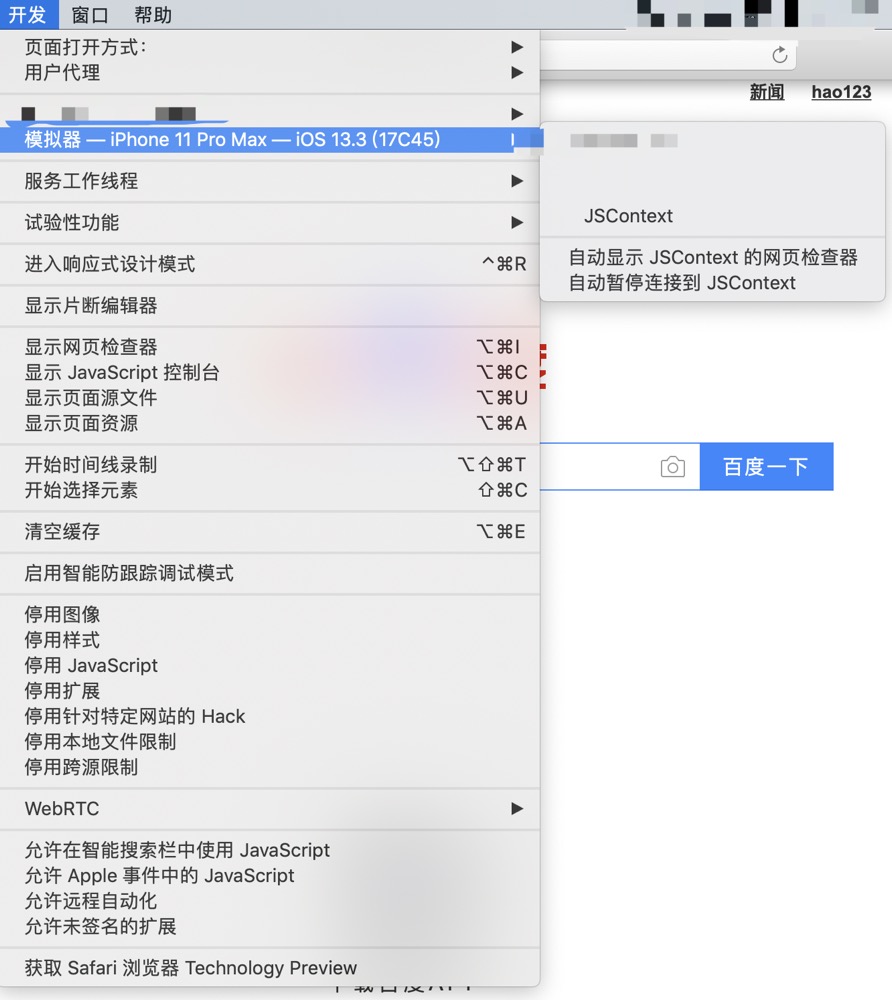 开发 窗口 帮助
页面打开方式：
用户代理
模拟器 — iPhone 11 Pro Max — iOS 13.3 (17C45)
服务工作线程
试验性功能
进入响应式设计模式 ^⌘R
显示片断编辑器
显示网页检查器 ⌥⌘I
显示 JavaScript 控制台 ⌥⌘C
显示页面源文件 ⌥⌘U
显示页面资源 ⌥⌘A
开始时间线录制 ⌥⇧⌘T
开始选择元素 ⇧⌘C
清空缓存 ⌥⌘E
启用智能防跟踪调试模式
停用图像
停用样式
停用 JavaScript
停用扩展
停用针对特定网站的 Hack
停用本地文件限制
停用跨源限制
WebRTC
允许在智能搜索栏中使用 JavaScript
允许 Apple 事件中的 JavaScript
允许远程自动化
允许未签名的扩展
获取 Safari 浏览器 Technology Preview
新闻 hao123
JSContext
自动显示 JSContext 的网页检查器
自动暂停连接到 JSContext
百度一下